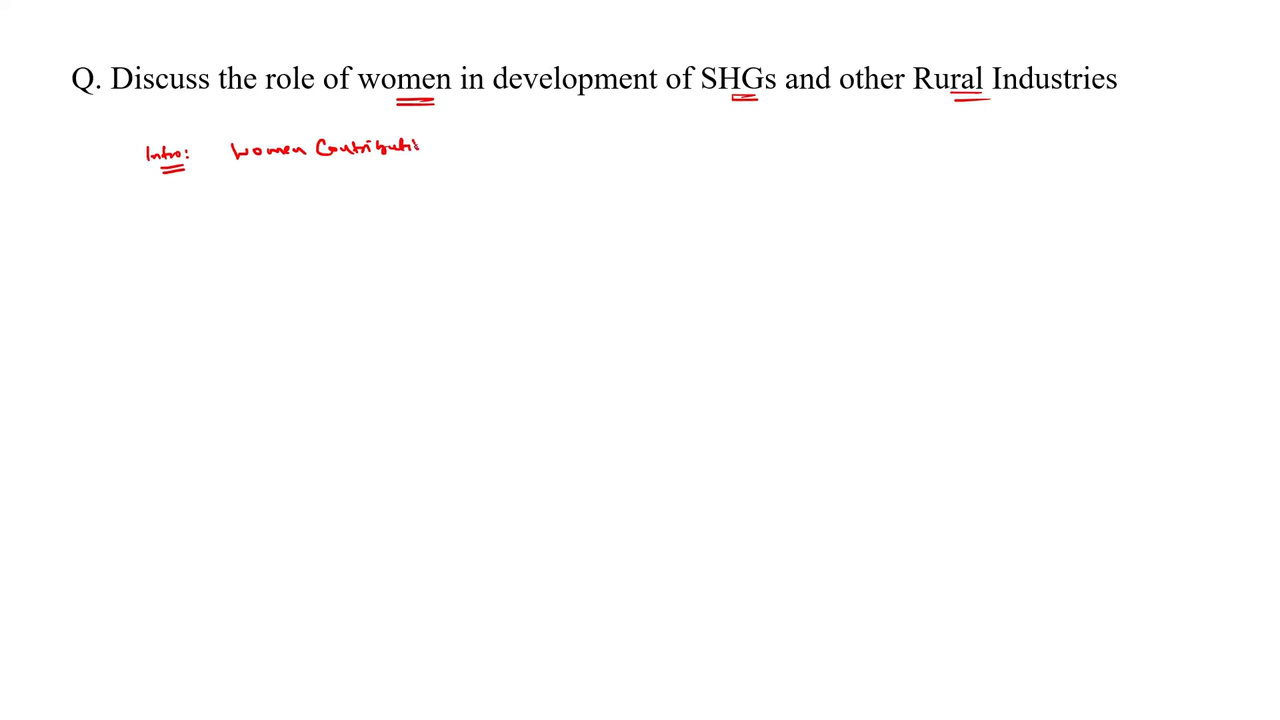 Q. Discuss the role of women in development of SHGs and other Rural Industries
Intro: Women Contributi